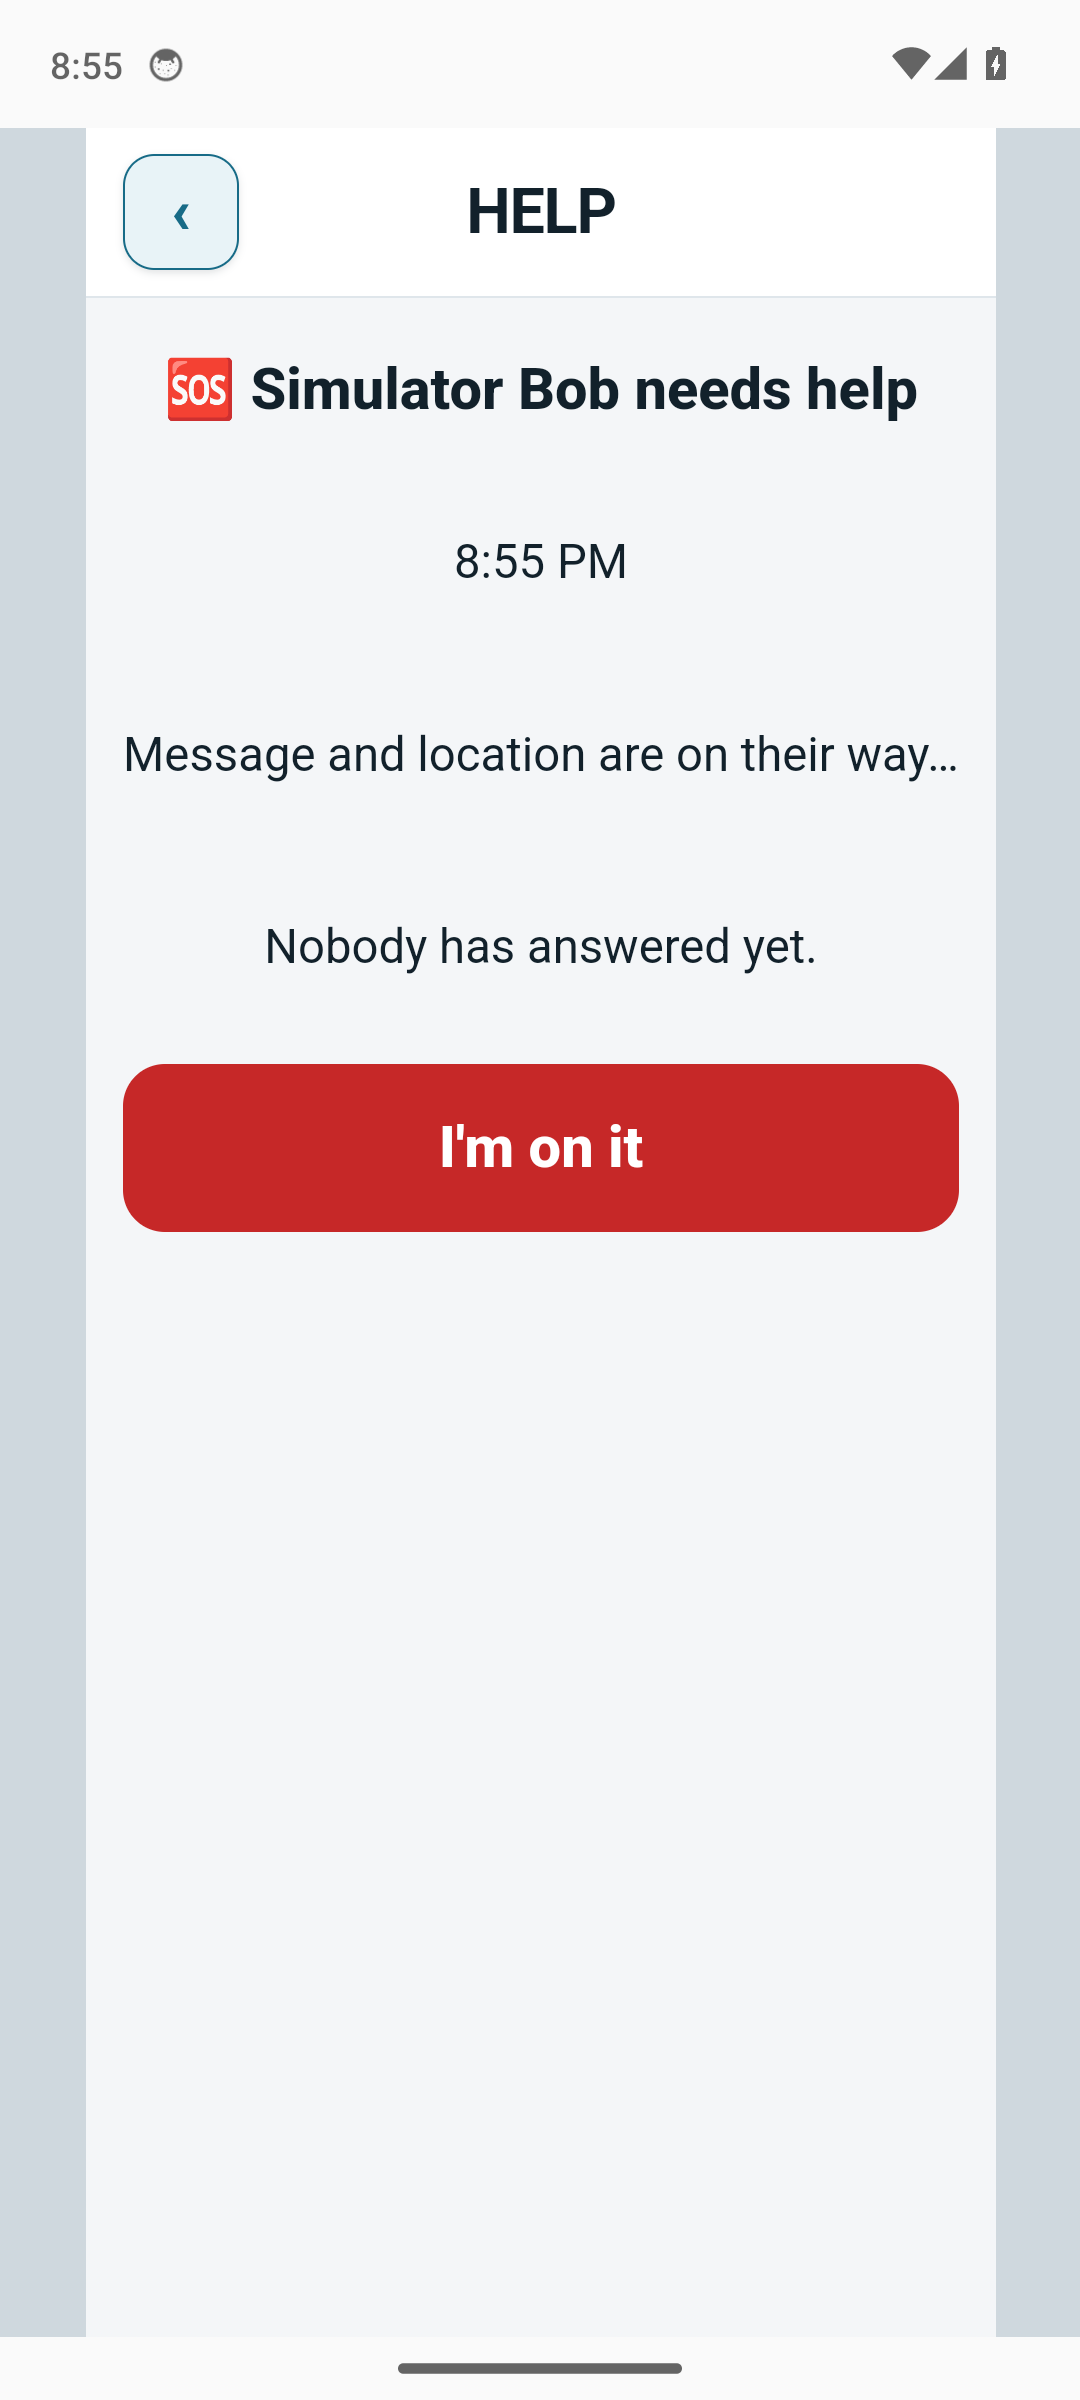 8:55
‹
HELP
🆘 Simulator Bob needs help
8:55 PM
Message and location are on their way…
Nobody has answered yet.
I'm on it